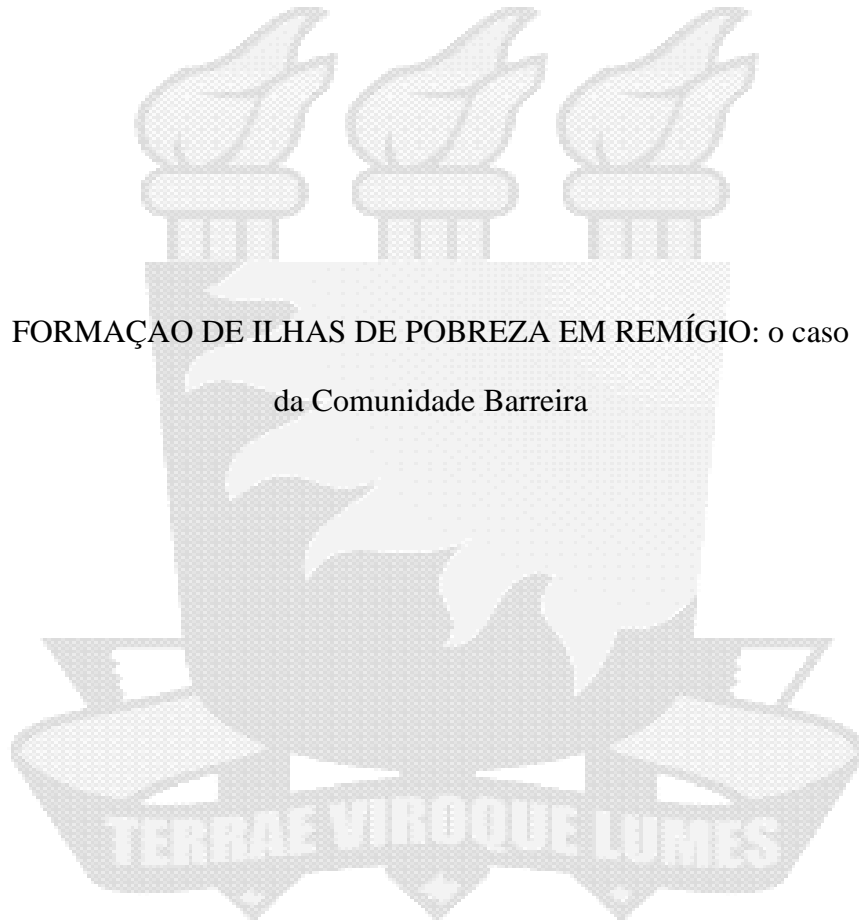 FORMAÇAO DE ILHAS DE POBREZA EM REMÍGIO: o caso
da Comunidade Barreira
TERRAE VIROQUE LUMES